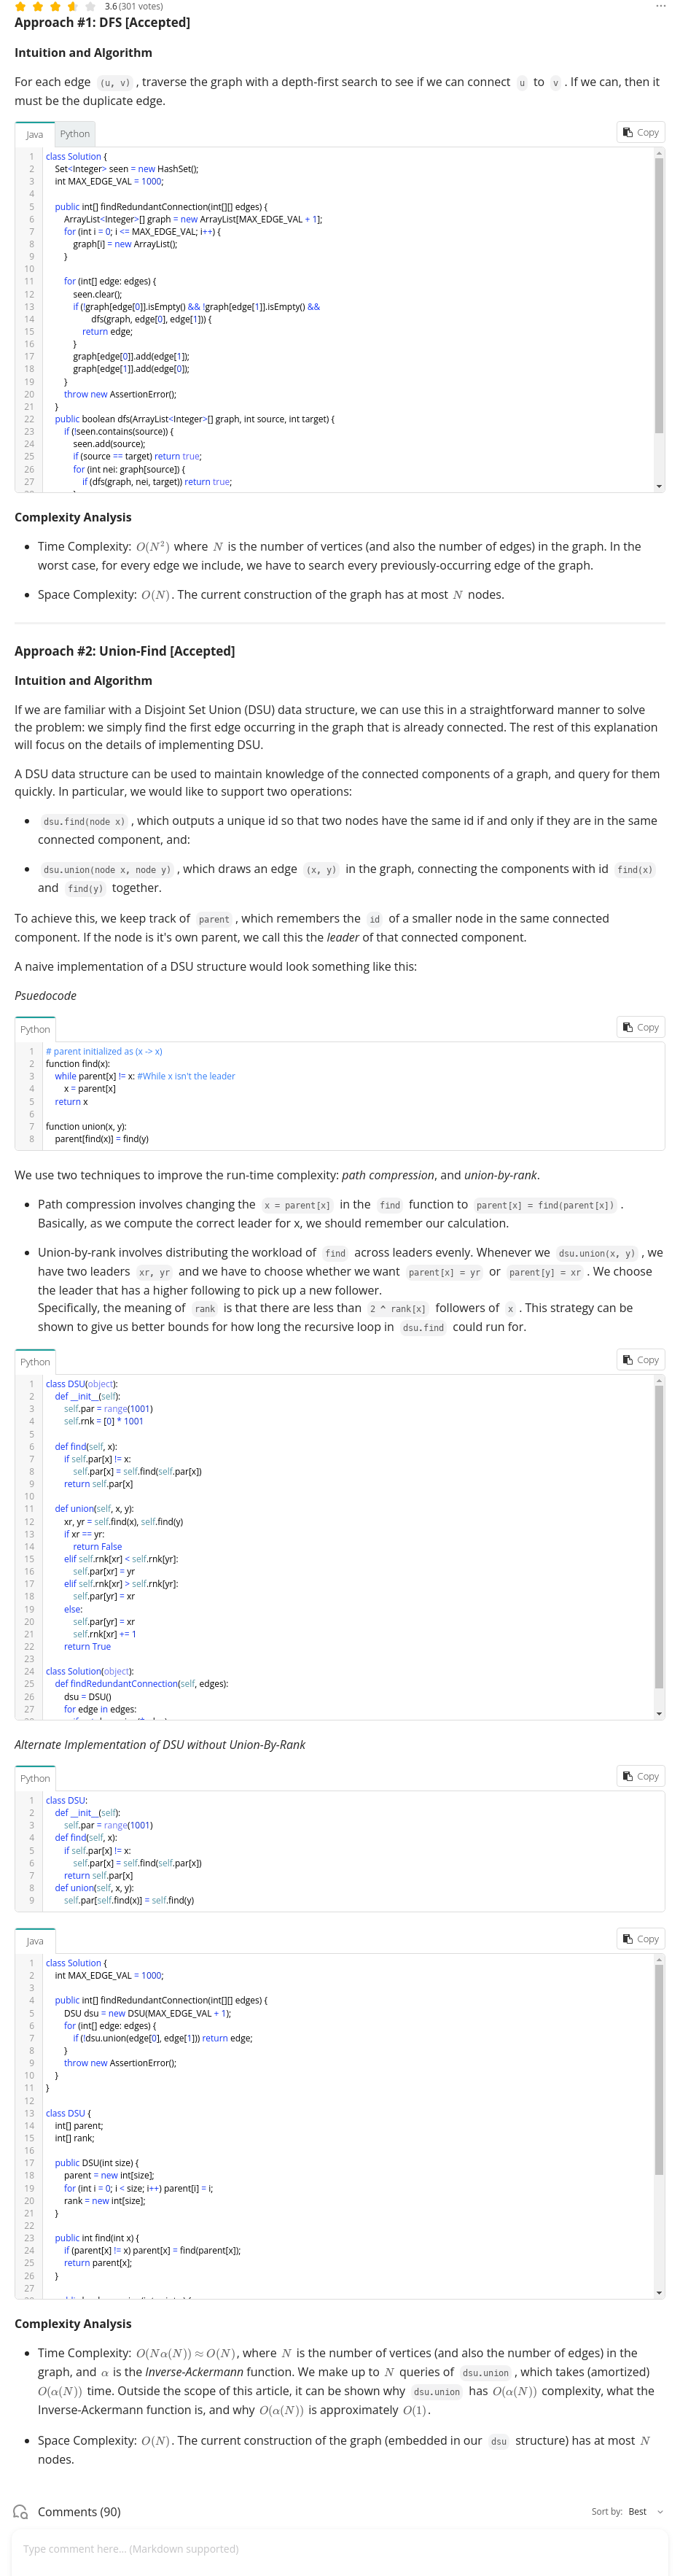 3.6 (301 votes)
Approach #1: DFS [Accepted]
Intuition and Algorithm
For each edge (u, v) , traverse the graph with a depth-first search to see if we can connect u to v . If we can, then it
must be the duplicate edge.
Java Python Copy
1 class Solution {
2 Set<Integer> seen = new HashSet();
3 int MAX_EDGE_VAL = 1000;
4
5 public int[] findRedundantConnection(int[][] edges) {
6 ArrayList<Integer>[] graph = new ArrayList[MAX_EDGE_VAL + 1];
7 for (int i = 0; i <= MAX_EDGE_VAL; i++) {
8 graph[i] = new ArrayList();
9 }
10
11 for (int[] edge: edges) {
12 seen.clear();
13 if (!graph[edge[0]].isEmpty() && !graph[edge[1]].isEmpty() &&
14 dfs(graph, edge[0], edge[1])) {
15 return edge;
16 }
17 graph[edge[0]].add(edge[1]);
18 graph[edge[1]].add(edge[0]);
19 }
20 throw new AssertionError();
21 }
22 public boolean dfs(ArrayList<Integer>[] graph, int source, int target) {
23 if (!seen.contains(source)) {
24 seen.add(source);
25 if (source == target) return true;
26 for (int nei: graph[source]) {
27 if (dfs(graph, nei, target)) return true;
Complexity Analysis
• Time Complexity: O(N²) where N is the number of vertices (and also the number of edges) in the graph. In the
worst case, for every edge we include, we have to search every previously-occurring edge of the graph.
• Space Complexity: O(N). The current construction of the graph has at most N nodes.
Approach #2: Union-Find [Accepted]
Intuition and Algorithm
If we are familiar with a Disjoint Set Union (DSU) data structure, we can use this in a straightforward manner to solve
the problem: we simply find the first edge occurring in the graph that is already connected. The rest of this explanation
will focus on the details of implementing DSU.
A DSU data structure can be used to maintain knowledge of the connected components of a graph, and query for them
quickly. In particular, we would like to support two operations:
• dsu.find(node x) , which outputs a unique id so that two nodes have the same id if and only if they are in the same
connected component, and:
• dsu.union(node x, node y) , which draws an edge (x, y) in the graph, connecting the components with id find(x)
and find(y) together.
To achieve this, we keep track of parent , which remembers the id of a smaller node in the same connected
component. If the node is it's own parent, we call this the leader of that connected component.
A naive implementation of a DSU structure would look something like this:
Psuedocode
Python Copy
1 # parent initialized as (x -> x)
2 function find(x):
3 while parent[x] != x: #While x isn't the leader
4 x = parent[x]
5 return x
6
7 function union(x, y):
8 parent[find(x)] = find(y)
We use two techniques to improve the run-time complexity: path compression, and union-by-rank.
• Path compression involves changing the x = parent[x] in the find function to parent[x] = find(parent[x]) .
Basically, as we compute the correct leader for x, we should remember our calculation.
• Union-by-rank involves distributing the workload of find across leaders evenly. Whenever we dsu.union(x, y) , we
have two leaders xr, yr and we have to choose whether we want parent[x] = yr or parent[y] = xr . We choose
the leader that has a higher following to pick up a new follower.
Specifically, the meaning of rank is that there are less than 2 ^ rank[x] followers of x . This strategy can be
shown to give us better bounds for how long the recursive loop in dsu.find could run for.
Python Copy
1 class DSU(object):
2 def __init__(self):
3 self.par = range(1001)
4 self.rnk = [0] * 1001
5
6 def find(self, x):
7 if self.par[x] != x:
8 self.par[x] = self.find(self.par[x])
9 return self.par[x]
10
11 def union(self, x, y):
12 xr, yr = self.find(x), self.find(y)
13 if xr == yr:
14 return False
15 elif self.rnk[xr] < self.rnk[yr]:
16 self.par[xr] = yr
17 elif self.rnk[xr] > self.rnk[yr]:
18 self.par[yr] = xr
19 else:
20 self.par[yr] = xr
21 self.rnk[xr] += 1
22 return True
23
24 class Solution(object):
25 def findRedundantConnection(self, edges):
26 dsu = DSU()
27 for edge in edges:
Alternate Implementation of DSU without Union-By-Rank
Python Copy
1 class DSU:
2 def __init__(self):
3 self.par = range(1001)
4 def find(self, x):
5 if self.par[x] != x:
6 self.par[x] = self.find(self.par[x])
7 return self.par[x]
8 def union(self, x, y):
9 self.par[self.find(x)] = self.find(y)
Java Copy
1 class Solution {
2 int MAX_EDGE_VAL = 1000;
3
4 public int[] findRedundantConnection(int[][] edges) {
5 DSU dsu = new DSU(MAX_EDGE_VAL + 1);
6 for (int[] edge: edges) {
7 if (!dsu.union(edge[0], edge[1])) return edge;
8 }
9 throw new AssertionError();
10 }
11 }
12
13 class DSU {
14 int[] parent;
15 int[] rank;
16
17 public DSU(int size) {
18 parent = new int[size];
19 for (int i = 0; i < size; i++) parent[i] = i;
20 rank = new int[size];
21 }
22
23 public int find(int x) {
24 if (parent[x] != x) parent[x] = find(parent[x]);
25 return parent[x];
26 }
27
Complexity Analysis
• Time Complexity: O(Nα(N)) ≈ O(N), where N is the number of vertices (and also the number of edges) in the
graph, and α is the Inverse-Ackermann function. We make up to N queries of dsu.union , which takes (amortized)
O(α(N)) time. Outside the scope of this article, it can be shown why dsu.union has O(α(N)) complexity, what the
Inverse-Ackermann function is, and why O(α(N)) is approximately O(1).
• Space Complexity: O(N). The current construction of the graph (embedded in our dsu structure) has at most N
nodes.
Comments (90) Sort by: Best
Type comment here... (Markdown supported)